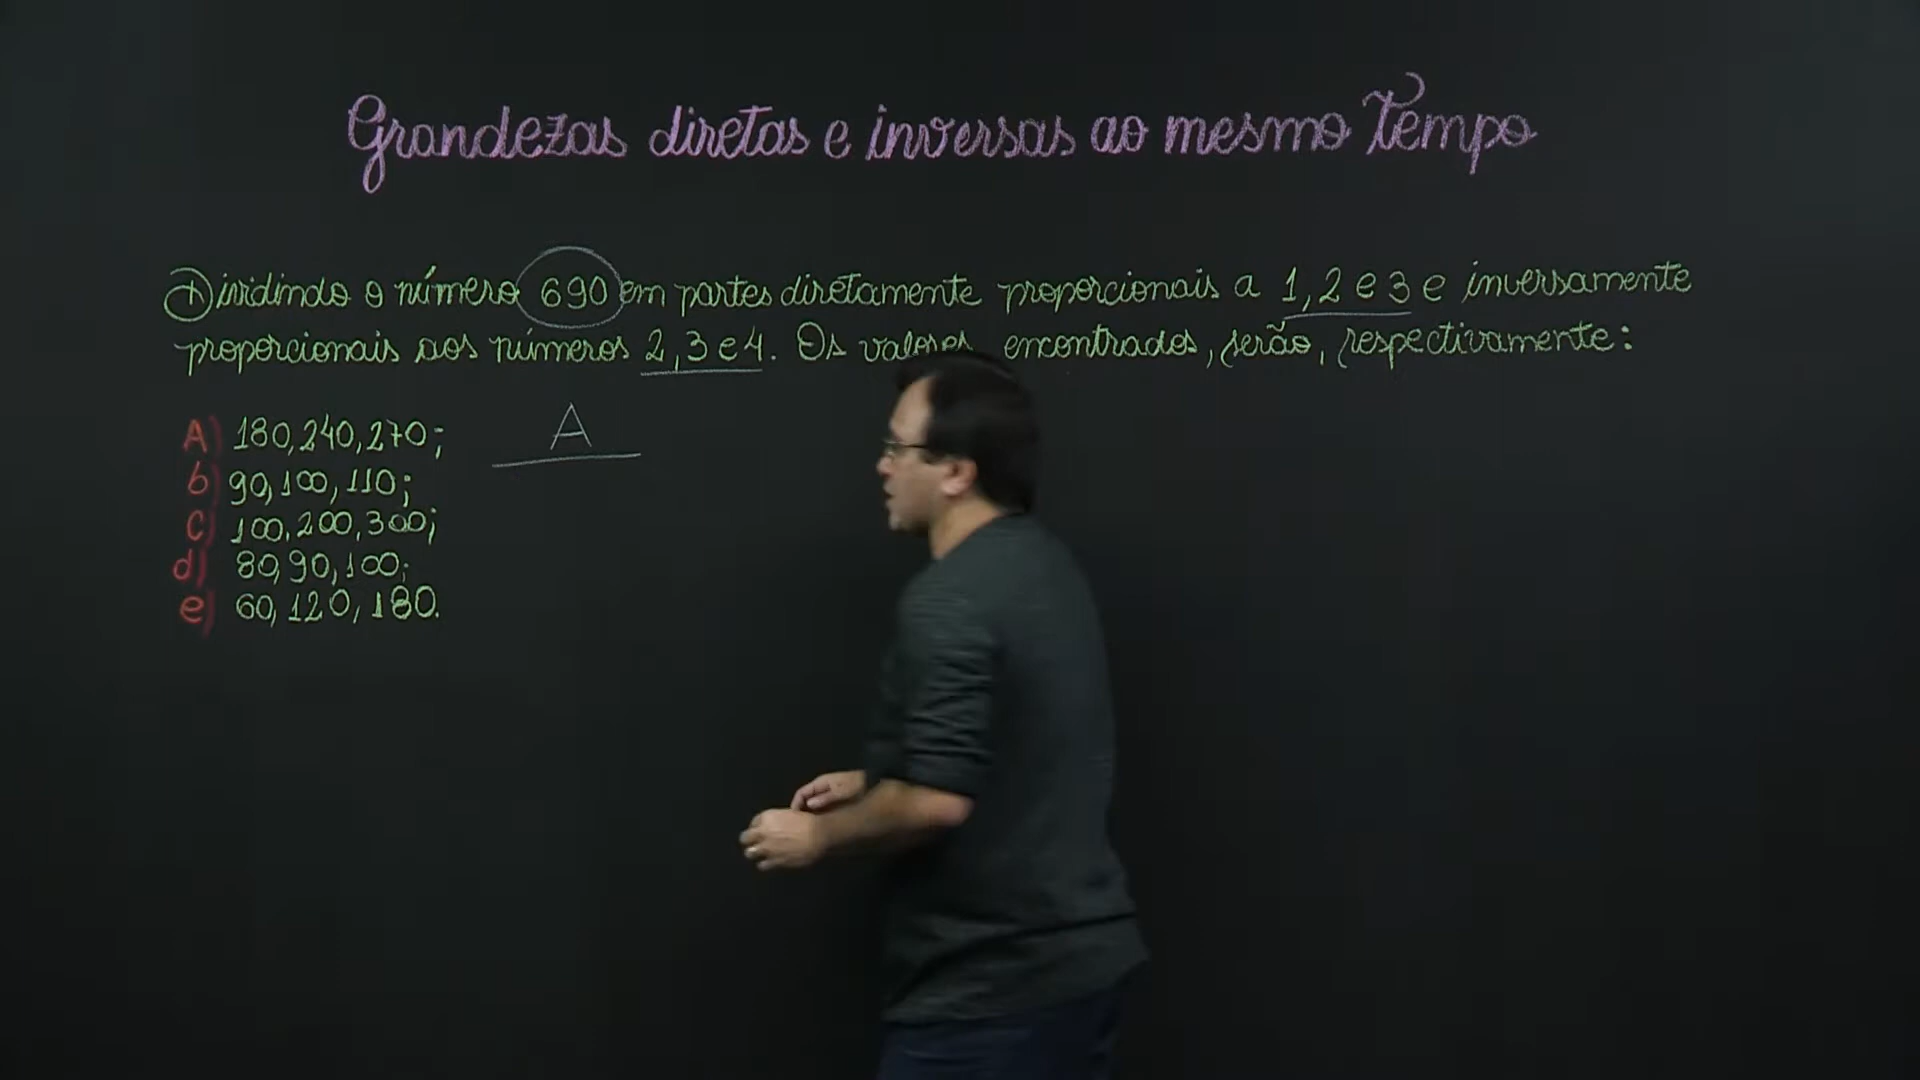 Grandezas diretas e inversas ao mesmo tempo
Dividindo o número 690 em partes diretamente proporcionais a 1, 2 e 3 e inversamente
proporcionais aos números 2, 3 e 4. Os valores encontrados, serão, respectivamente:
A) 180, 240, 270;
A
b) 90, 100, 110;
c) 100, 200, 300;
d) 80, 90, 100;
e) 60, 120, 180.